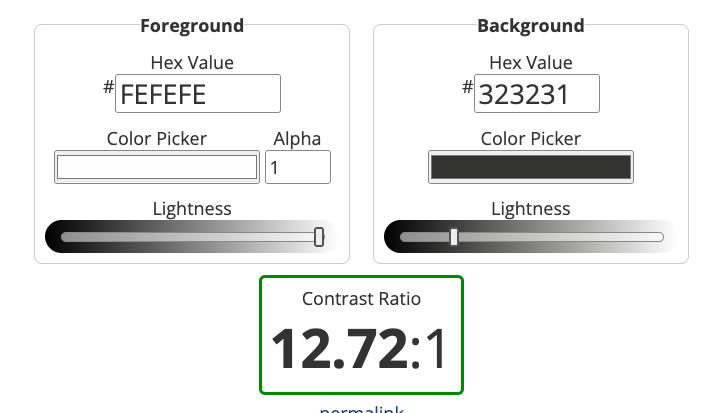 Foreground
Hex Value
#FEFEFE
Color Picker
Alpha
1
Lightness
Background
Hex Value
#323231
Color Picker
Lightness
Contrast Ratio
12.72:1
permalink